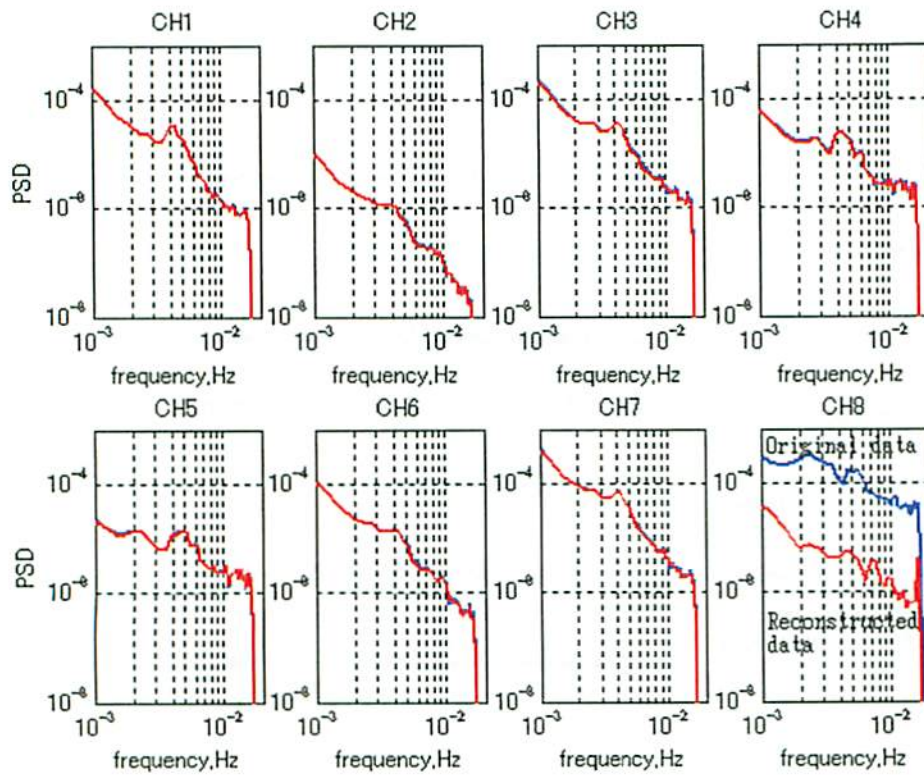 CH1 CH2 CH3 CH4
PSD
10⁻⁴ 10⁻⁴ 10⁻⁴ 10⁻⁴
10⁻⁶ 10⁻⁶ 10⁻⁶ 10⁻⁶
10⁻⁸ 10⁻⁸ 10⁻⁸ 10⁻⁸
10⁻³ 10⁻² 10⁻³ 10⁻² 10⁻³ 10⁻² 10⁻³ 10⁻²
frequency,Hz frequency,Hz frequency,Hz frequency,Hz
CH5 CH6 CH7 CH8
Original data
PSD
10⁻⁴ 10⁻⁴ 10⁻⁴ 10⁻⁴
10⁻⁶ 10⁻⁶ 10⁻⁶ 10⁻⁶
Reconstructed
data
10⁻⁸ 10⁻⁸ 10⁻⁸ 10⁻⁸
10⁻³ 10⁻² 10⁻³ 10⁻² 10⁻³ 10⁻² 10⁻³ 10⁻²
frequency,Hz frequency,Hz frequency,Hz frequency,Hz